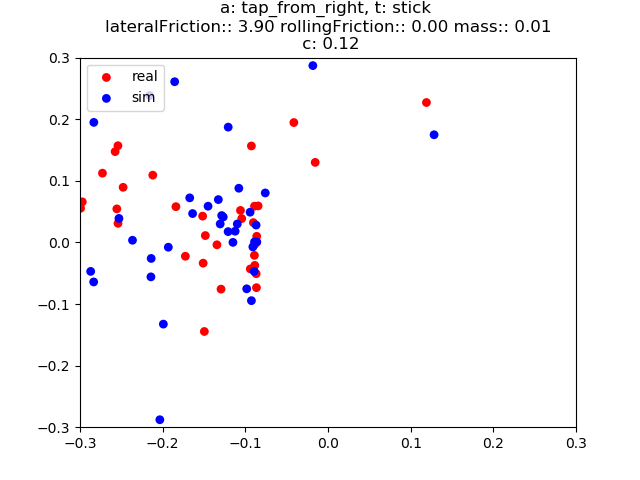 a: tap_from_right, t: stick
lateralFriction:: 3.90 rollingFriction:: 0.00 mass:: 0.01
c: 0.12
real
sim
0.3
0.2
0.1
0.0
−0.1
−0.2
−0.3
−0.3 −0.2 −0.1 0.0 0.1 0.2 0.3